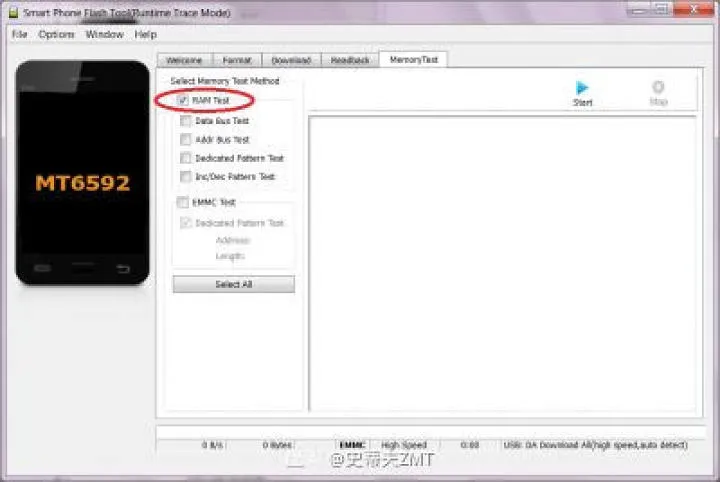 Smart Phone Flash Tool(Runtime Trace Mode)
File Options Window Help
Welcome Format Download Readback MemoryTest
Select Memory Test Method
RAM Test
Data Bus Test
Addr Bus Test
Dedicated Pattern Test
Inc/Dec Pattern Test
EMMC Test
Dedicated Pattern Test
Address:
Length:
Select All
Start Stop
MT6592
0 B/s 0 Bytes EMMC High Speed 0:00 USB: DA Download All(high speed,auto detect)
@史蒂夫ZMT